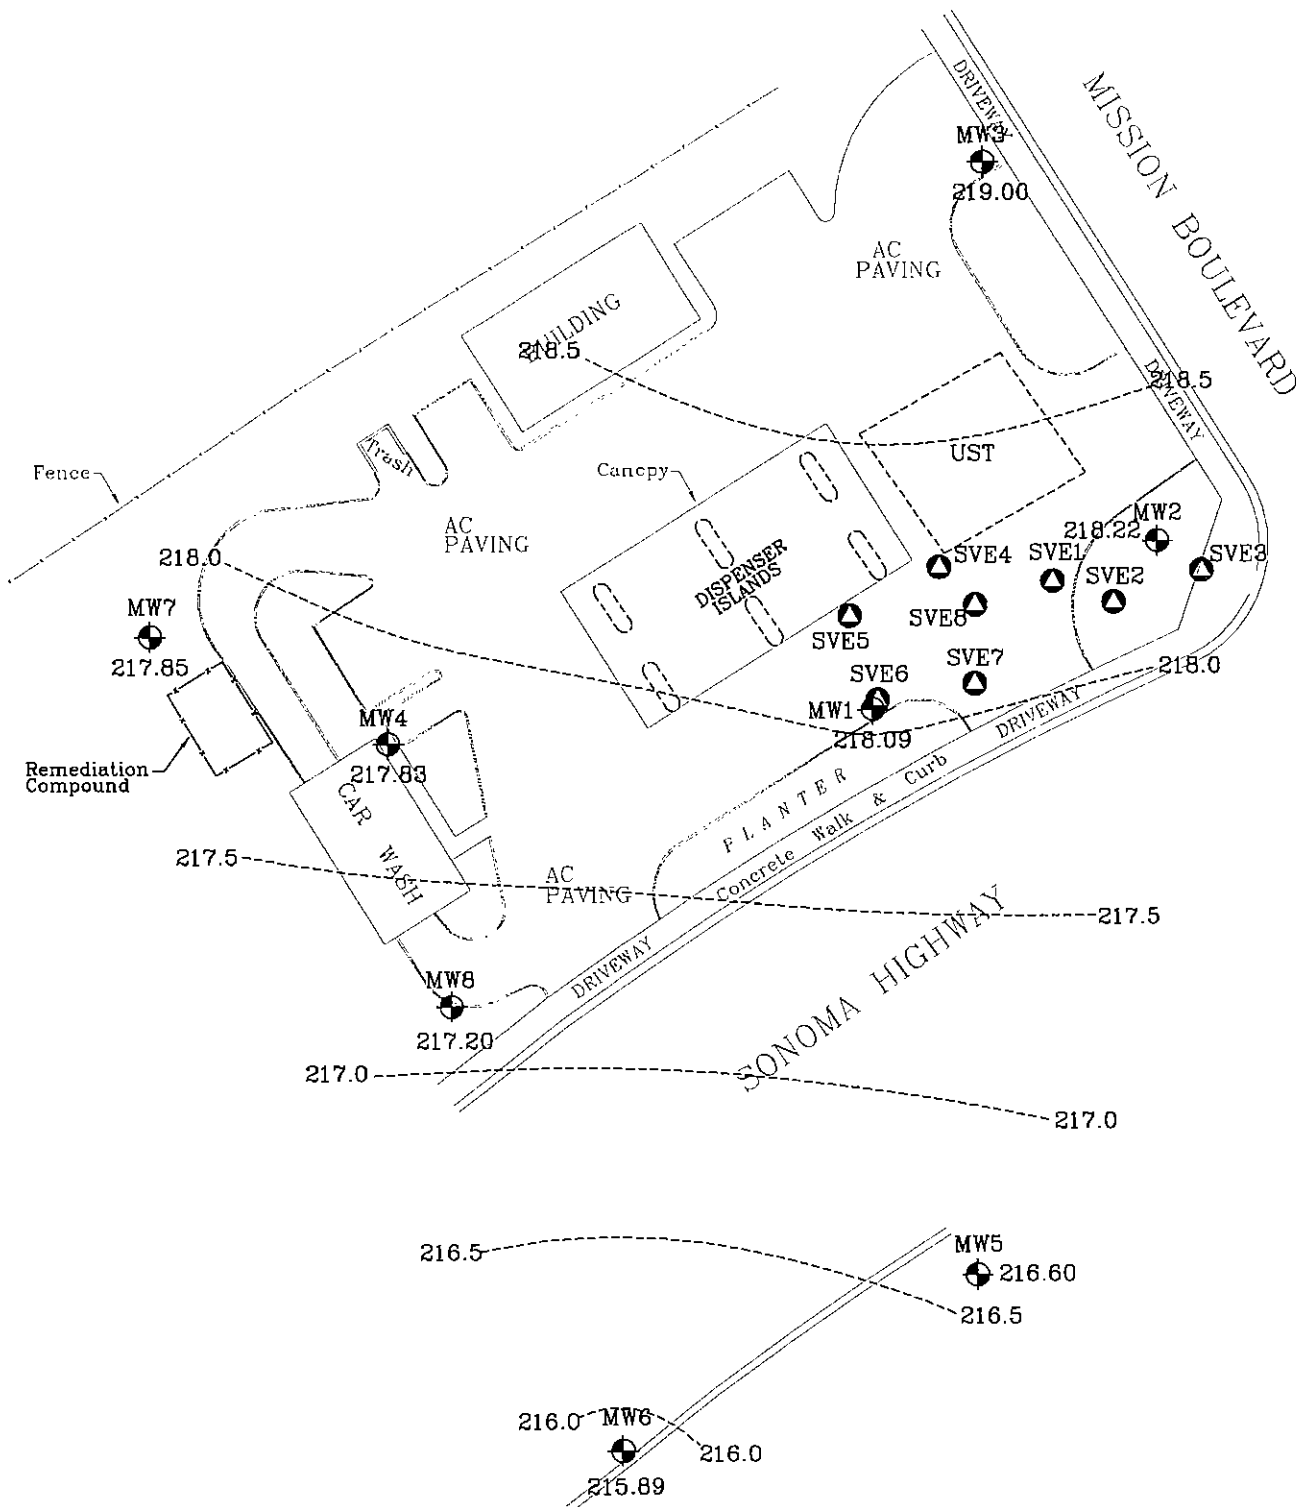 DRIVEWAY
MISSION BOULEVARD
MW3
219.00
AC
PAVING
BUILDING
218.5
218.5
DRIVEWAY
Trash
Fence
Canopy
UST
AC
PAVING
DISPENSER
ISLANDS
MW2
218.22
218.0
SVE4
SVE1
SVE3
SVE2
MW7
217.85
SVE5
SVE8
218.0
SVE6
SVE7
MW1
218.09
DRIVEWAY
MW4
217.83
Remediation
Compound
CAR WASH
PLANTER
Concrete Walk & Curb
217.5
AC
PAVING
217.5
SONOMA HIGHWAY
DRIVEWAY
MW8
217.20
217.0
217.0
216.5
MW5
216.60
216.5
216.0
MW6
216.0
215.89